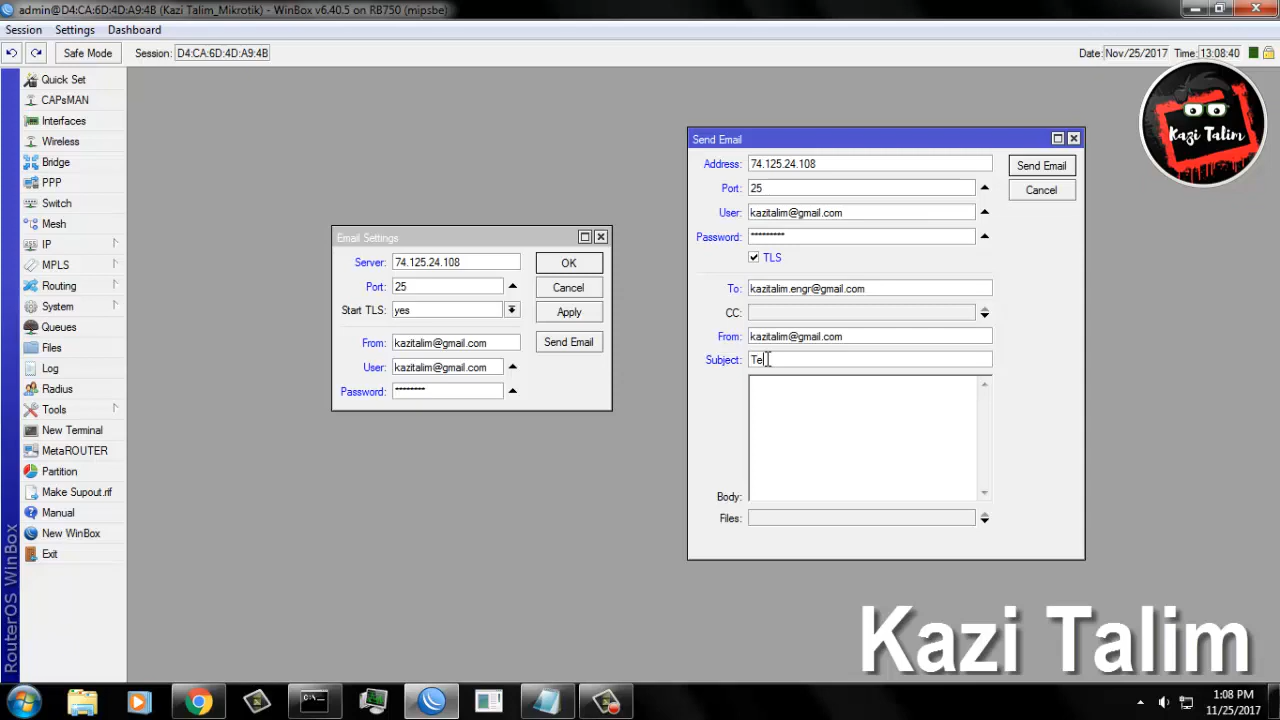 admin@D4:CA:6D:4D:A9:4B (Kazi Talim_Mikrotik) - WinBox v6.40.5 on RB750 (mipsbe)
Session Settings Dashboard
Safe Mode Session: D4:CA:6D:4D:A9:4B Date: Nov/25/2017 Time: 13:08:40
Quick Set
CAPsMAN
Interfaces
Wireless
Bridge
PPP
Switch
Mesh
IP
MPLS
Routing
System
Queues
Files
Log
Radius
Tools
New Terminal
MetaROUTER
Partition
Make Supout.rif
Manual
New WinBox
Exit
RouterOS WinBox
Email Settings
Server: 74.125.24.108 OK
Port: 25 Cancel
Start TLS: yes Apply
From: kazitalim@gmail.com Send Email
User: kazitalim@gmail.com
Password: ********
Send Email
Address: 74.125.24.108 Send Email
Port: 25 Cancel
User: kazitalim@gmail.com
Password: *********
TLS
To: kazitalim.engr@gmail.com
CC:
From: kazitalim@gmail.com
Subject: Te
Body:
Files:
Kazi Talim
Kazi Talim
1:08 PM
11/25/2017